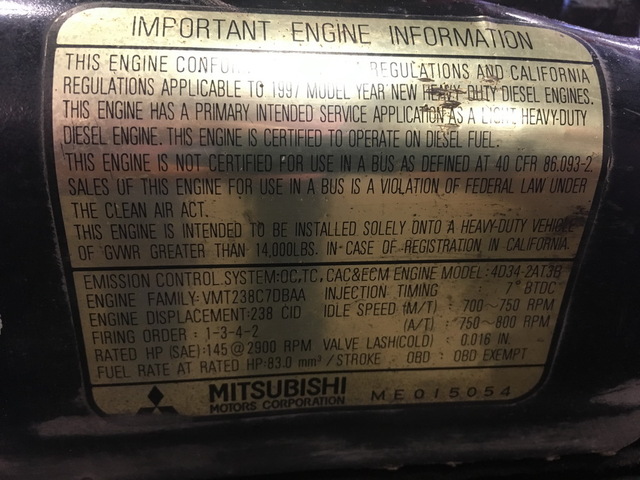 IMPORTANT ENGINE INFORMATION
THIS ENGINE CONFOR REGULATIONS AND CALIFORNIA
REGULATIONS APPLICABLE TO 1997 MODEL YEAR NEW HEAVY-DUTY DIESEL ENGINES.
THIS ENGINE HAS A PRIMARY INTENDED SERVICE APPLICATION AS A LIGHT HEAVY-DUTY
DIESEL ENGINE. THIS ENGINE IS CERTIFIED TO OPERATE ON DIESEL FUEL.
THIS ENGINE IS NOT CERTIFIED FOR USE IN A BUS AS DEFINED AT 40 CFR 86.093-2.
SALES OF THIS ENGINE FOR USE IN A BUS IS A VIOLATION OF FEDERAL LAW UNDER
THE CLEAN AIR ACT.
THIS ENGINE IS INTENDED TO BE INSTALLED SOLELY ONTO A HEAVY-DUTY VEHICLE
OF GVWR GREATER THAN 14,000LBS. IN-CASE OF REGISTRATION IN CALIFORNIA.
EMISSION CONTROL SYSTEM:OC,TC, CAC&ECM ENGINE MODEL:4D34-2AT3B
ENGINE FAMILY:VMT238C7DBAA INJECTION TIMING : 7° BTDC
ENGINE DISPLACEMENT:238 CID IDLE SPEED (M/T) : 700~750 RPM
FIRING ORDER : 1-3-4-2 (A/T) : 750~800 RPM
RATED HP (SAE):145@2900 RPM VALVE LASH(COLD) : 0.016 IN.
FUEL RATE AT RATED HP:83.0 mm³/STROKE OBD : OBD EXEMPT
MITSUBISHI
MOTORS CORPORATION ME015054